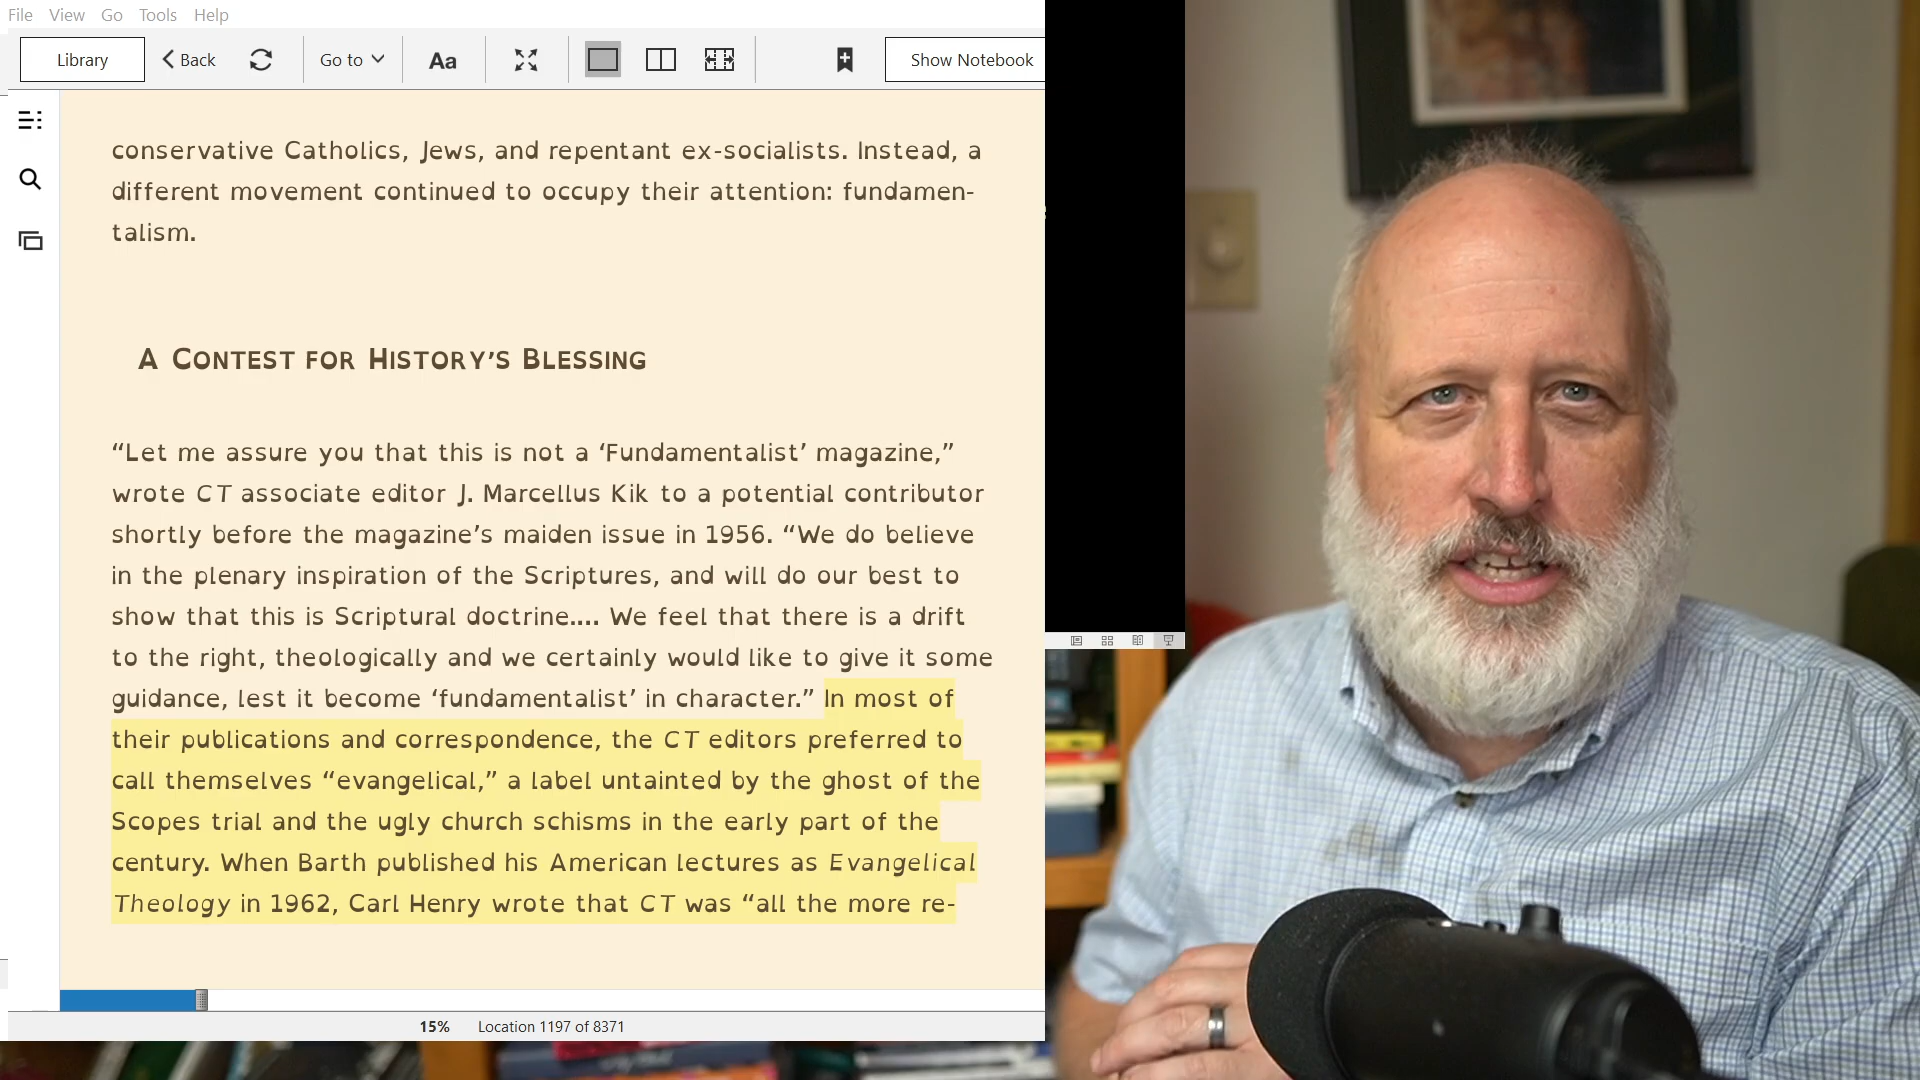 File View Go Tools Help
Library Back Go to Aa Show Notebook
conservative Catholics, Jews, and repentant ex-socialists. Instead, a
different movement continued to occupy their attention: fundamen-
talism.
A CONTEST FOR HISTORY’S BLESSING
“Let me assure you that this is not a ‘Fundamentalist’ magazine,”
wrote CT associate editor J. Marcellus Kik to a potential contributor
shortly before the magazine’s maiden issue in 1956. “We do believe
in the plenary inspiration of the Scriptures, and will do our best to
show that this is Scriptural doctrine.... We feel that there is a drift
to the right, theologically and we certainly would like to give it some
guidance, lest it become ‘fundamentalist’ in character.” In most of
their publications and correspondence, the CT editors preferred to
call themselves “evangelical,” a label untainted by the ghost of the
Scopes trial and the ugly church schisms in the early part of the
century. When Barth published his American lectures as Evangelical
Theology in 1962, Carl Henry wrote that CT was “all the more re-
15% Location 1197 of 8371